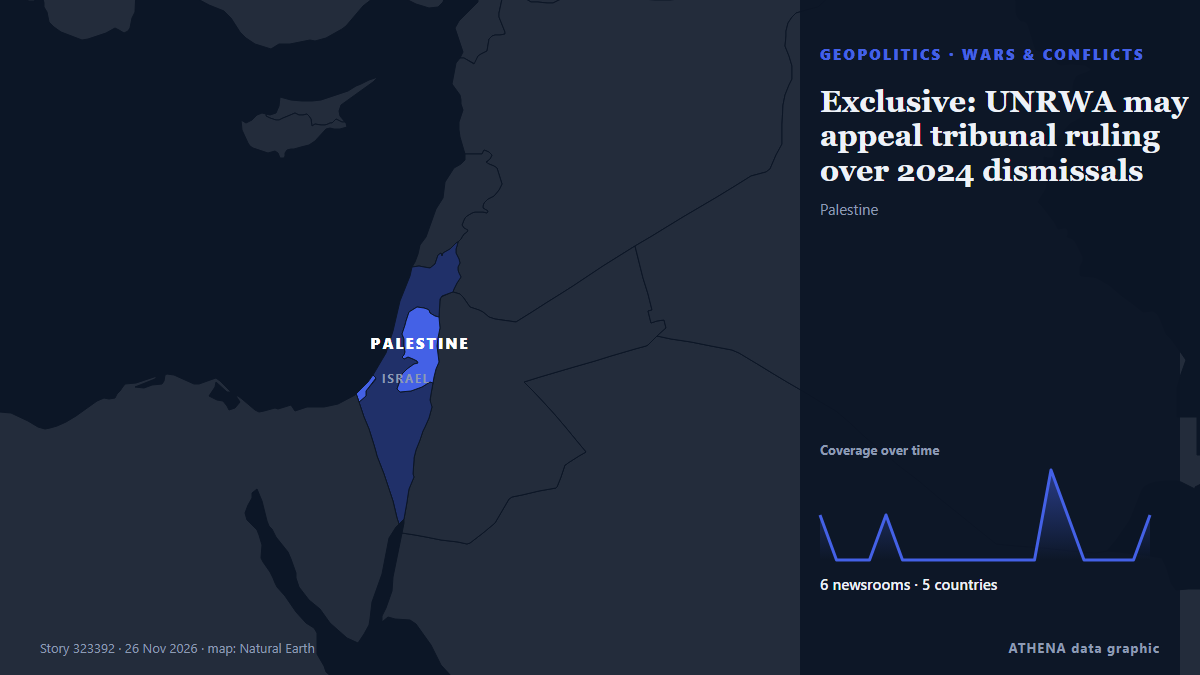 GEOPOLITICS · WARS & CONFLICTS
Exclusive: UNRWA may
appeal tribunal ruling
over 2024 dismissals
Palestine
PALESTINE
ISRAEL
Coverage over time
6 newsrooms · 5 countries
Story 323392 · 26 Nov 2026 · map: Natural Earth
ATHENA data graphic